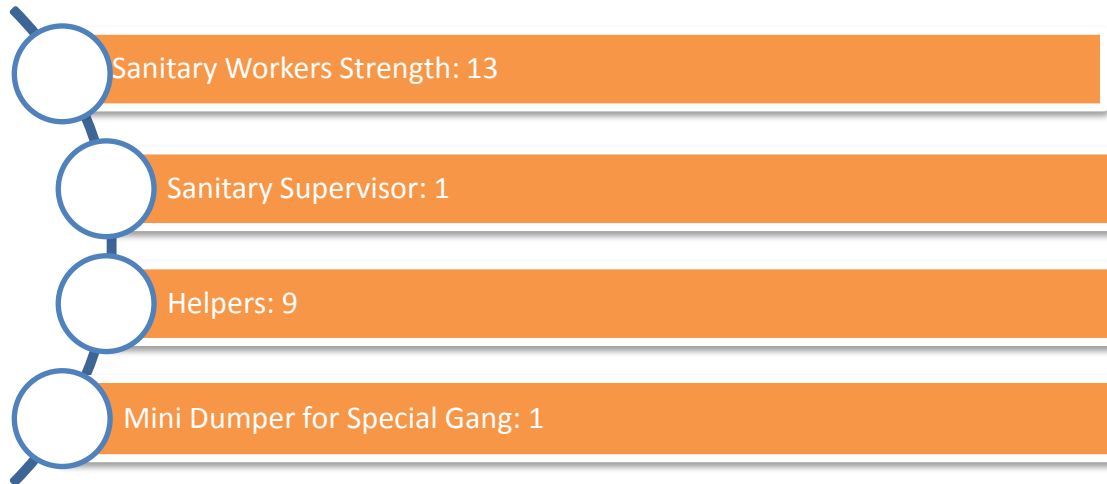 Sanitary Workers Strength: 13
Sanitary Supervisor: 1
Helpers: 9
Mini Dumper for Special Gang: 1